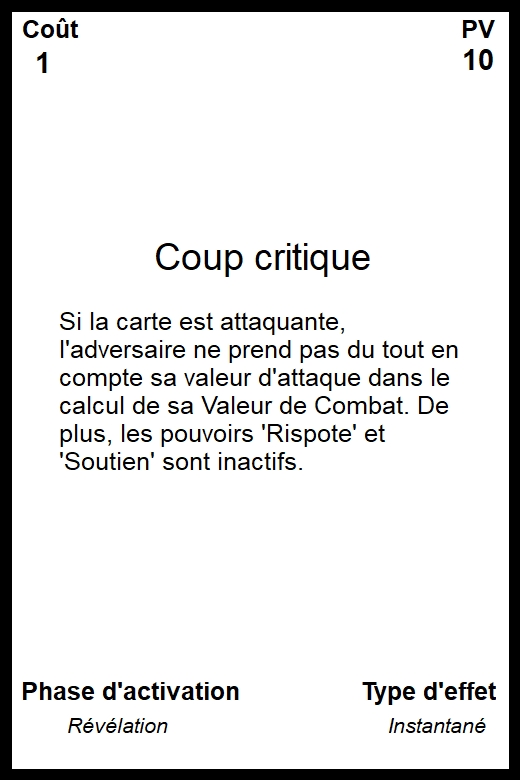 Coût PV
1 10
Coup critique
Si la carte est attaquante,
l'adversaire ne prend pas du tout en
compte sa valeur d'attaque dans le
calcul de sa Valeur de Combat. De
plus, les pouvoirs 'Rispote' et
'Soutien' sont inactifs.
Phase d'activation Type d'effet
Révélation Instantané